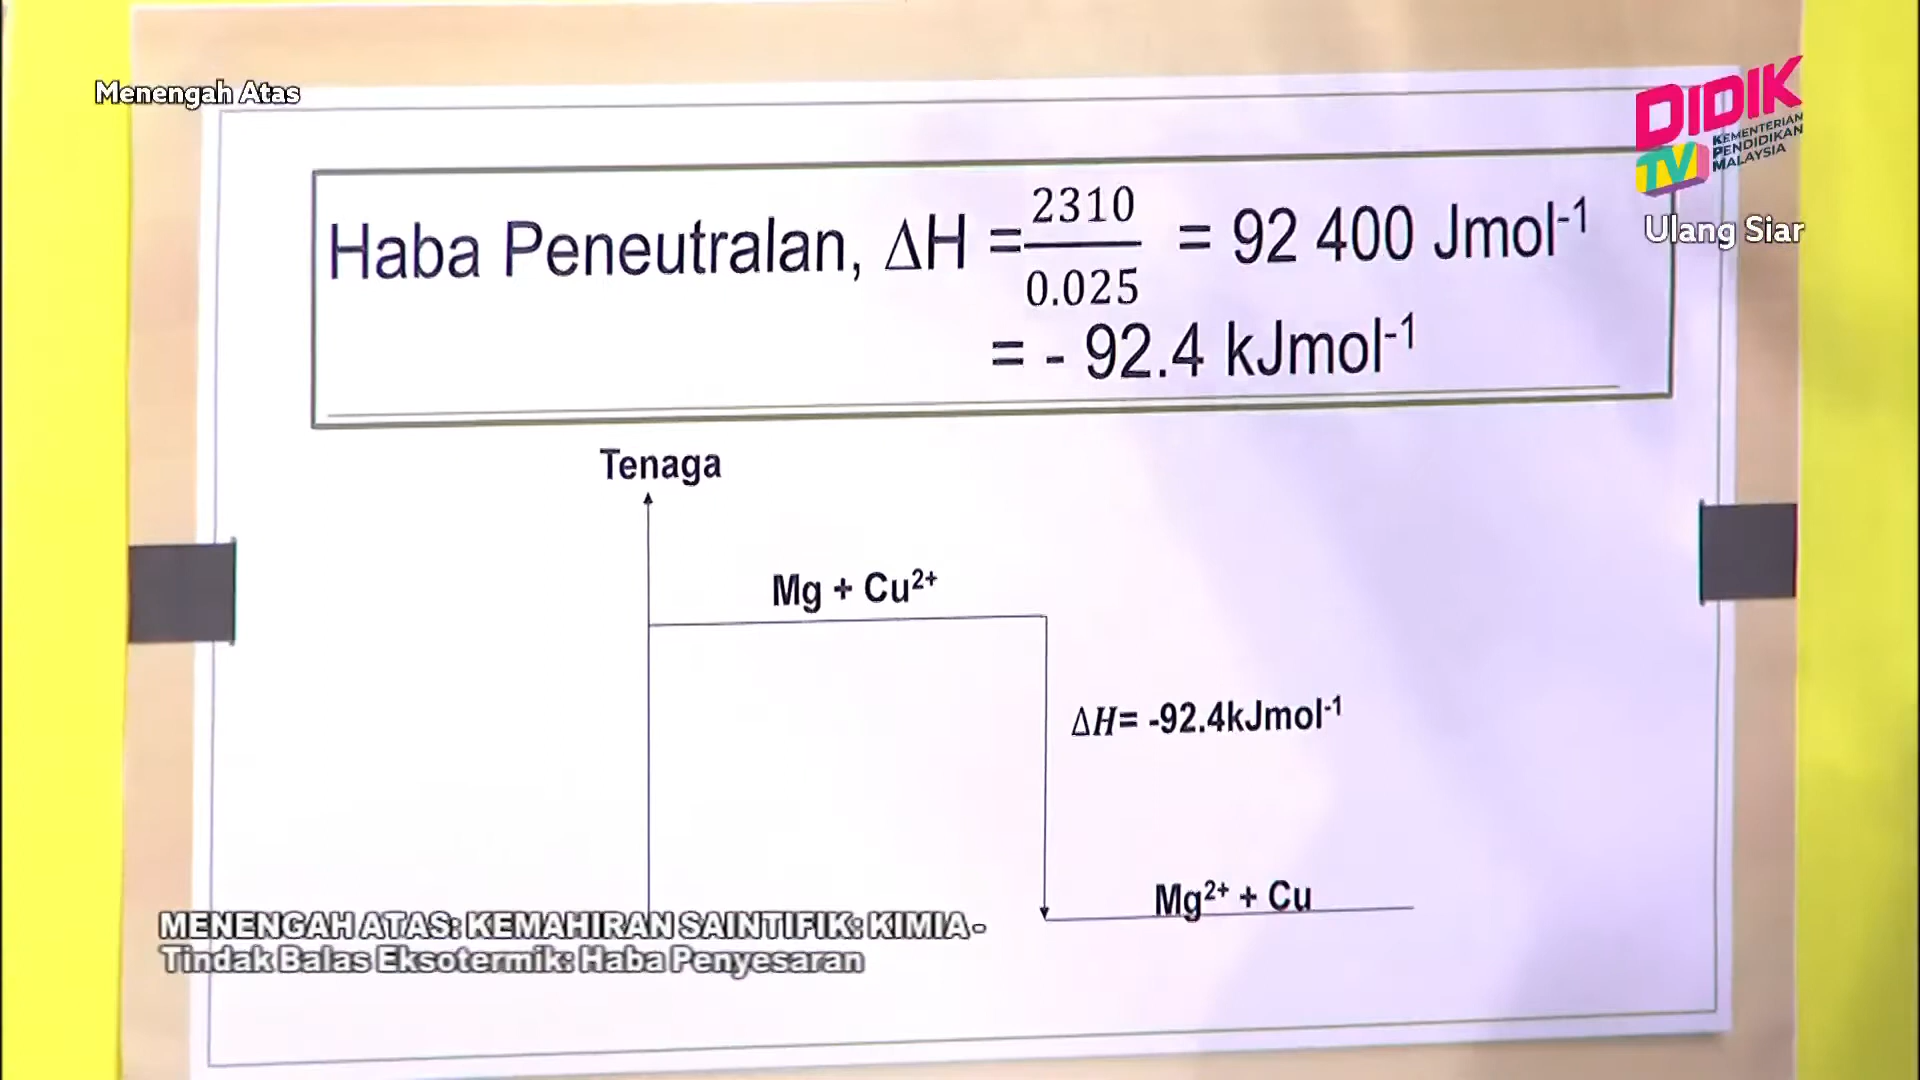 Menengah Atas
DIDIK
TV
KEMENTERIAN
PENDIDIKAN
MALAYSIA
Ulang Siar
Haba Peneutralan, ΔH = 2310/0.025 = 92 400 Jmol⁻¹
= - 92.4 kJmol⁻¹
Tenaga
Mg + Cu²⁺
ΔH= -92.4kJmol⁻¹
Mg²⁺ + Cu
MENENGAH ATAS: KEMAHIRAN SAINTIFIK: KIMIA -
Tindak Balas Eksotermik: Haba Penyesaran